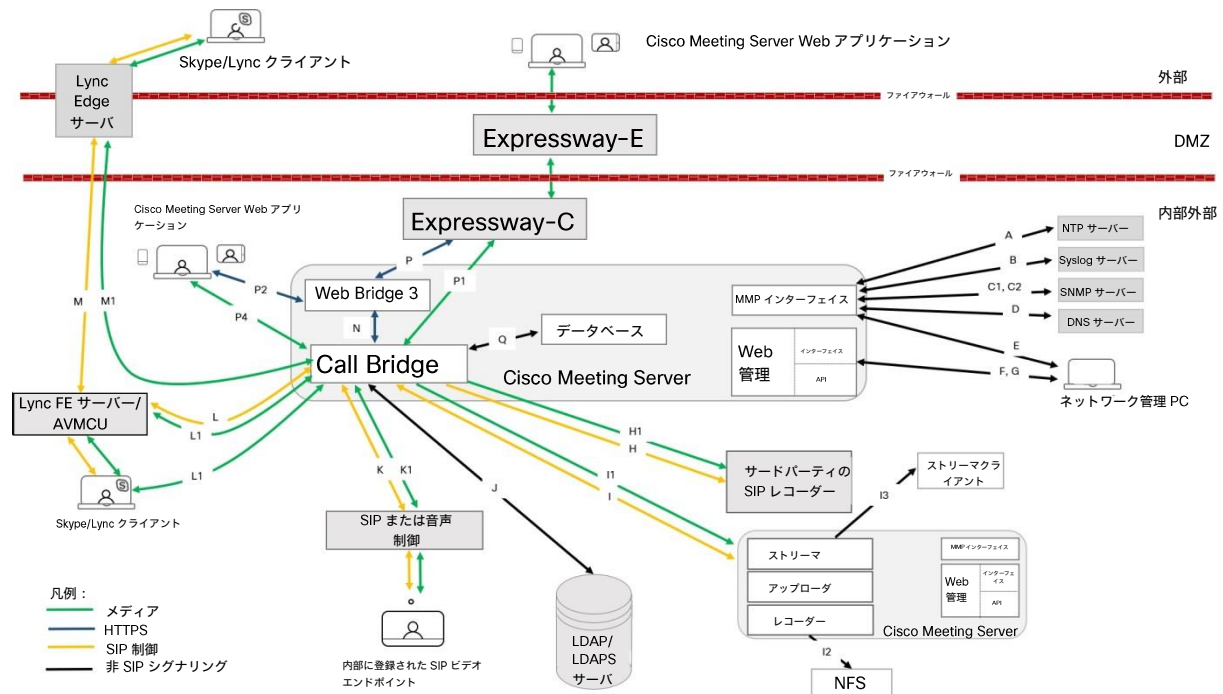 Skype/Lync クライアント
Cisco Meeting Server Web アプリケーション
外部
Lync
Edge
サーバ
ファイアウォール
Expressway-E
DMZ
ファイアウォール
Expressway-C
内部外部
Cisco Meeting Server Web アプリ
ケーション
P
P1
P2
P4
Web Bridge 3
N
Call Bridge
Q
データベース
Cisco Meeting Server
MMP インターフェイス
Web
管理
インターフェイス
API
A
B
C1, C2
D
E
F, G
NTP サーバー
Syslog サーバー
SNMP サーバー
DNS サーバー
ネットワーク管理 PC
M
M1
Lync FE サーバー/
AVMCU
L
L1
L1
Skype/Lync クライアント
K
K1
J
H1
H
I1
I
サードパーティの
SIP レコーダー
I3
ストリーマクラ
イアント
SIP または音声
制御
内部に登録された SIP ビデオ
エンドポイント
LDAP/
LDAPS
サーバ
ストリーマ
アップローダ
レコーダー
MMP インターフェイス
Web
管理
インターフェ
イス
API
Cisco Meeting Server
I2
NFS
凡例：
メディア
HTTPS
SIP 制御
非 SIP シグナリング